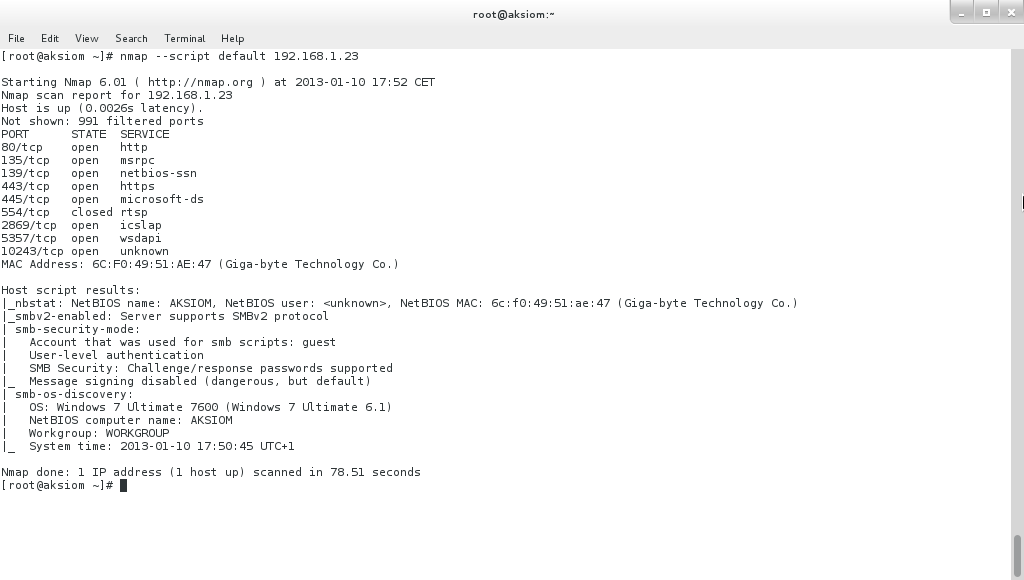 root@aksiom:~
File Edit View Search Terminal Help
[root@aksiom ~]# nmap --script default 192.168.1.23

Starting Nmap 6.01 ( http://nmap.org ) at 2013-01-10 17:52 CET
Nmap scan report for 192.168.1.23
Host is up (0.0026s latency).
Not shown: 991 filtered ports
PORT      STATE  SERVICE
80/tcp    open   http
135/tcp   open   msrpc
139/tcp   open   netbios-ssn
443/tcp   open   https
445/tcp   open   microsoft-ds
554/tcp   closed rtsp
2869/tcp  open   icslap
5357/tcp  open   wsdapi
10243/tcp open   unknown
MAC Address: 6C:F0:49:51:AE:47 (Giga-byte Technology Co.)

Host script results:
|_nbstat: NetBIOS name: AKSIOM, NetBIOS user: <unknown>, NetBIOS MAC: 6c:f0:49:51:ae:47 (Giga-byte Technology Co.)
|_smbv2-enabled: Server supports SMBv2 protocol
| smb-security-mode:
|   Account that was used for smb scripts: guest
|   User-level authentication
|   SMB Security: Challenge/response passwords supported
|_  Message signing disabled (dangerous, but default)
| smb-os-discovery:
|   OS: Windows 7 Ultimate 7600 (Windows 7 Ultimate 6.1)
|   NetBIOS computer name: AKSIOM
|   Workgroup: WORKGROUP
|_  System time: 2013-01-10 17:50:45 UTC+1

Nmap done: 1 IP address (1 host up) scanned in 78.51 seconds
[root@aksiom ~]#